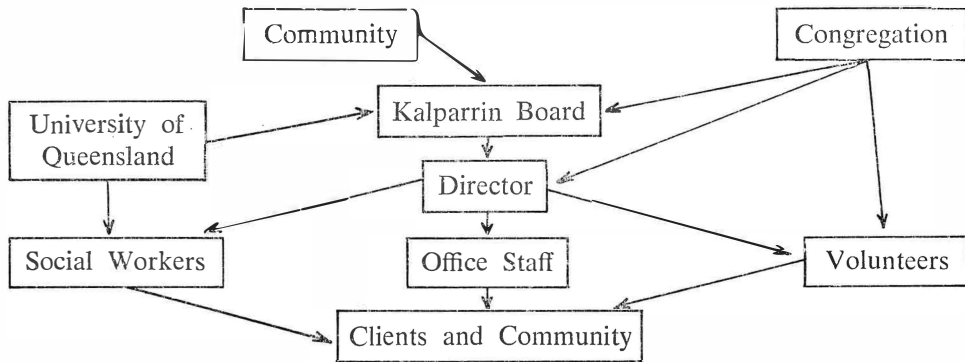 Community
Congregation
Kalparrin Board
University of
Queensland
Director
Social Workers
Office Staff
Volunteers
Clients and Community